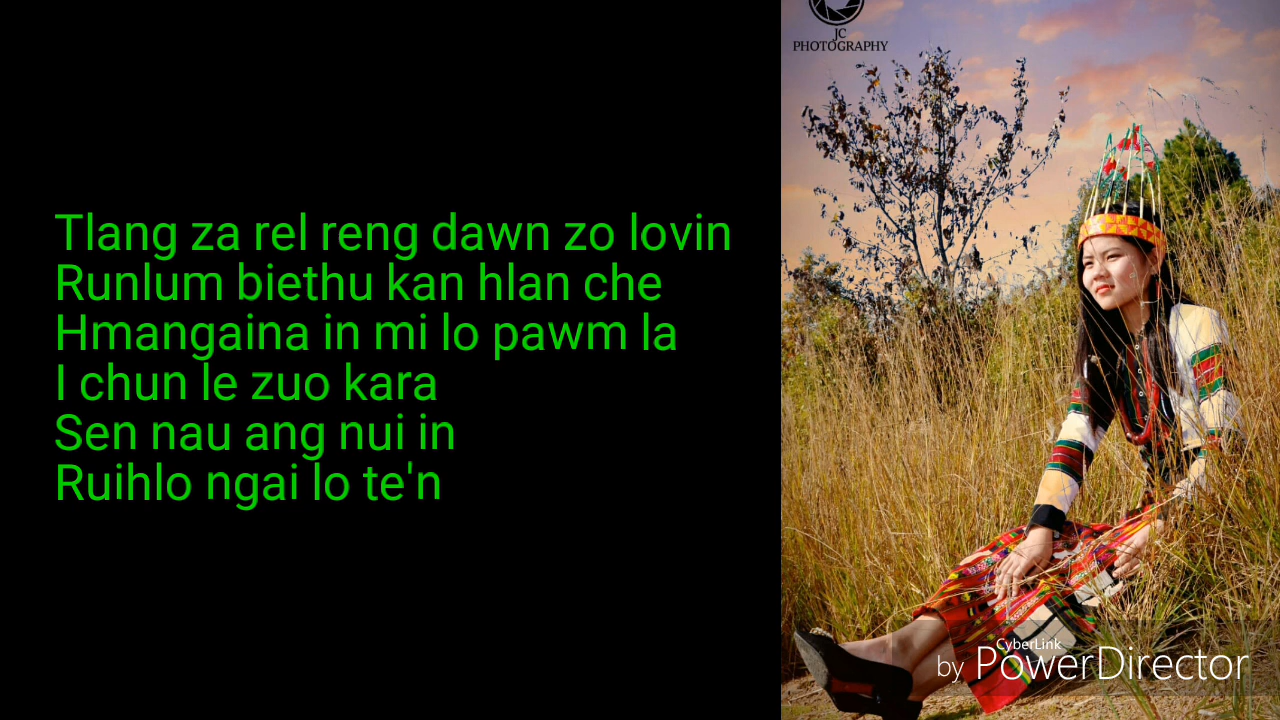 Tlang za rel reng dawn zo lovin
Runlum biethu kan hlan che
Hmangaina in mi lo pawm la
I chun le zuo kara
Sen nau ang nui in
Ruihlo ngai lo te'n
JC
PHOTOGRAPHY
CyberLink
by PowerDirector